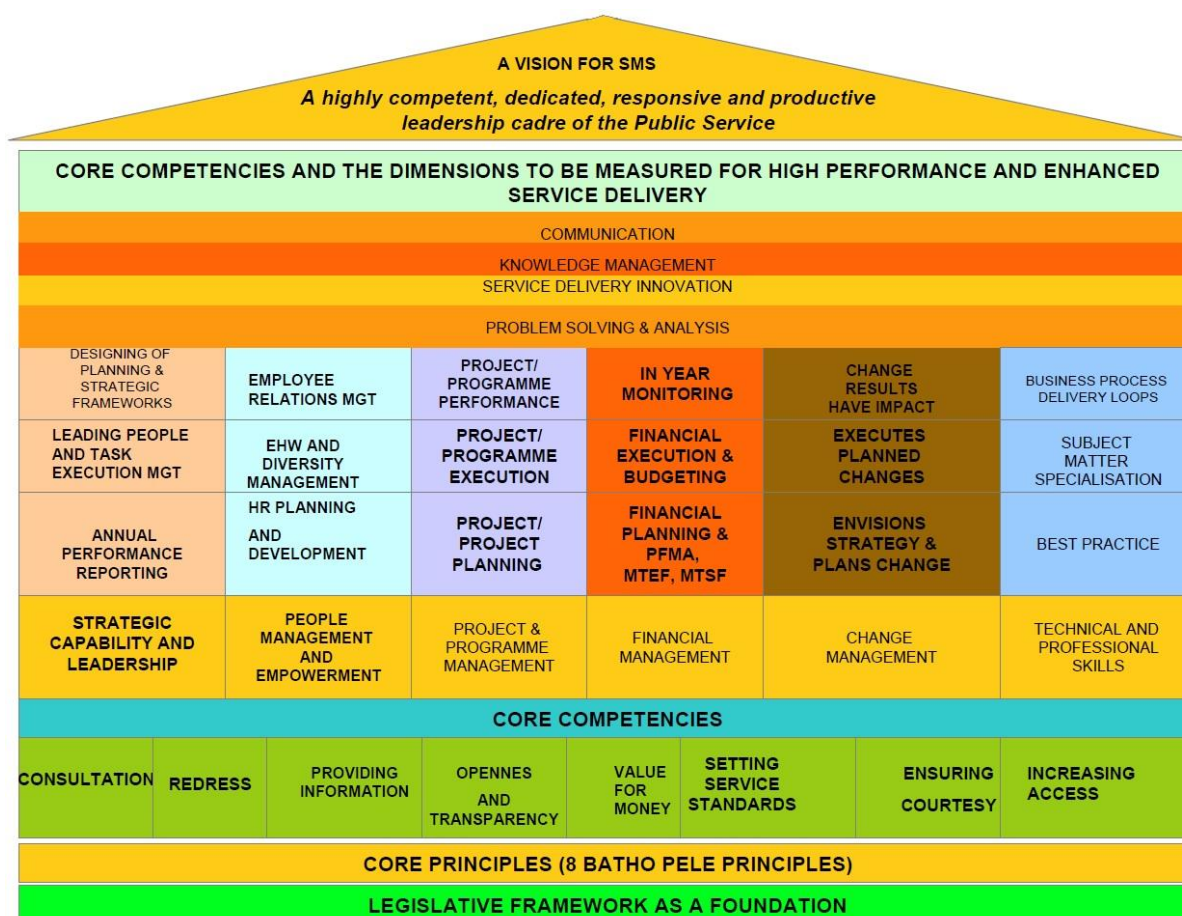 A VISION FOR SMS
A highly competent, dedicated, responsive and productive
leadership cadre of the Public Service
CORE COMPETENCIES AND THE DIMENSIONS TO BE MEASURED FOR HIGH PERFORMANCE AND ENHANCED
SERVICE DELIVERY
COMMUNICATION
KNOWLEDGE MANAGEMENT
SERVICE DELIVERY INNOVATION
PROBLEM SOLVING & ANALYSIS
DESIGNING OF
PLANNING &
STRATEGIC
FRAMEWORKS
EMPLOYEE
RELATIONS MGT
PROJECT/
PROGRAMME
PERFORMANCE
IN YEAR
MONITORING
CHANGE
RESULTS
HAVE IMPACT
BUSINESS PROCESS
DELIVERY LOOPS
LEADING PEOPLE
AND TASK
EXECUTION MGT
EHW AND
DIVERSITY
MANAGEMENT
PROJECT/
PROGRAMME
EXECUTION
FINANCIAL
EXECUTION &
BUDGETING
EXECUTES
PLANNED
CHANGES
SUBJECT
MATTER
SPECIALISATION
ANNUAL
PERFORMANCE
REPORTING
HR PLANNING
AND
DEVELOPMENT
PROJECT/
PROJECT
PLANNING
FINANCIAL
PLANNING &
PFMA,
MTEF, MTSF
ENVISIONS
STRATEGY &
PLANS CHANGE
BEST PRACTICE
STRATEGIC
CAPABILITY AND
LEADERSHIP
PEOPLE
MANAGEMENT
AND
EMPOWERMENT
PROJECT &
PROGRAMME
MANAGEMENT
FINANCIAL
MANAGEMENT
CHANGE
MANAGEMENT
TECHNICAL AND
PROFESSIONAL
SKILLS
CORE COMPETENCIES
CONSULTATION
REDRESS
PROVIDING
INFORMATION
OPENNES
AND
TRANSPARENCY
VALUE
FOR
MONEY
SETTING
SERVICE
STANDARDS
ENSURING
COURTESY
INCREASING
ACCESS
CORE PRINCIPLES (8 BATHO PELE PRINCIPLES)
LEGISLATIVE FRAMEWORK AS A FOUNDATION